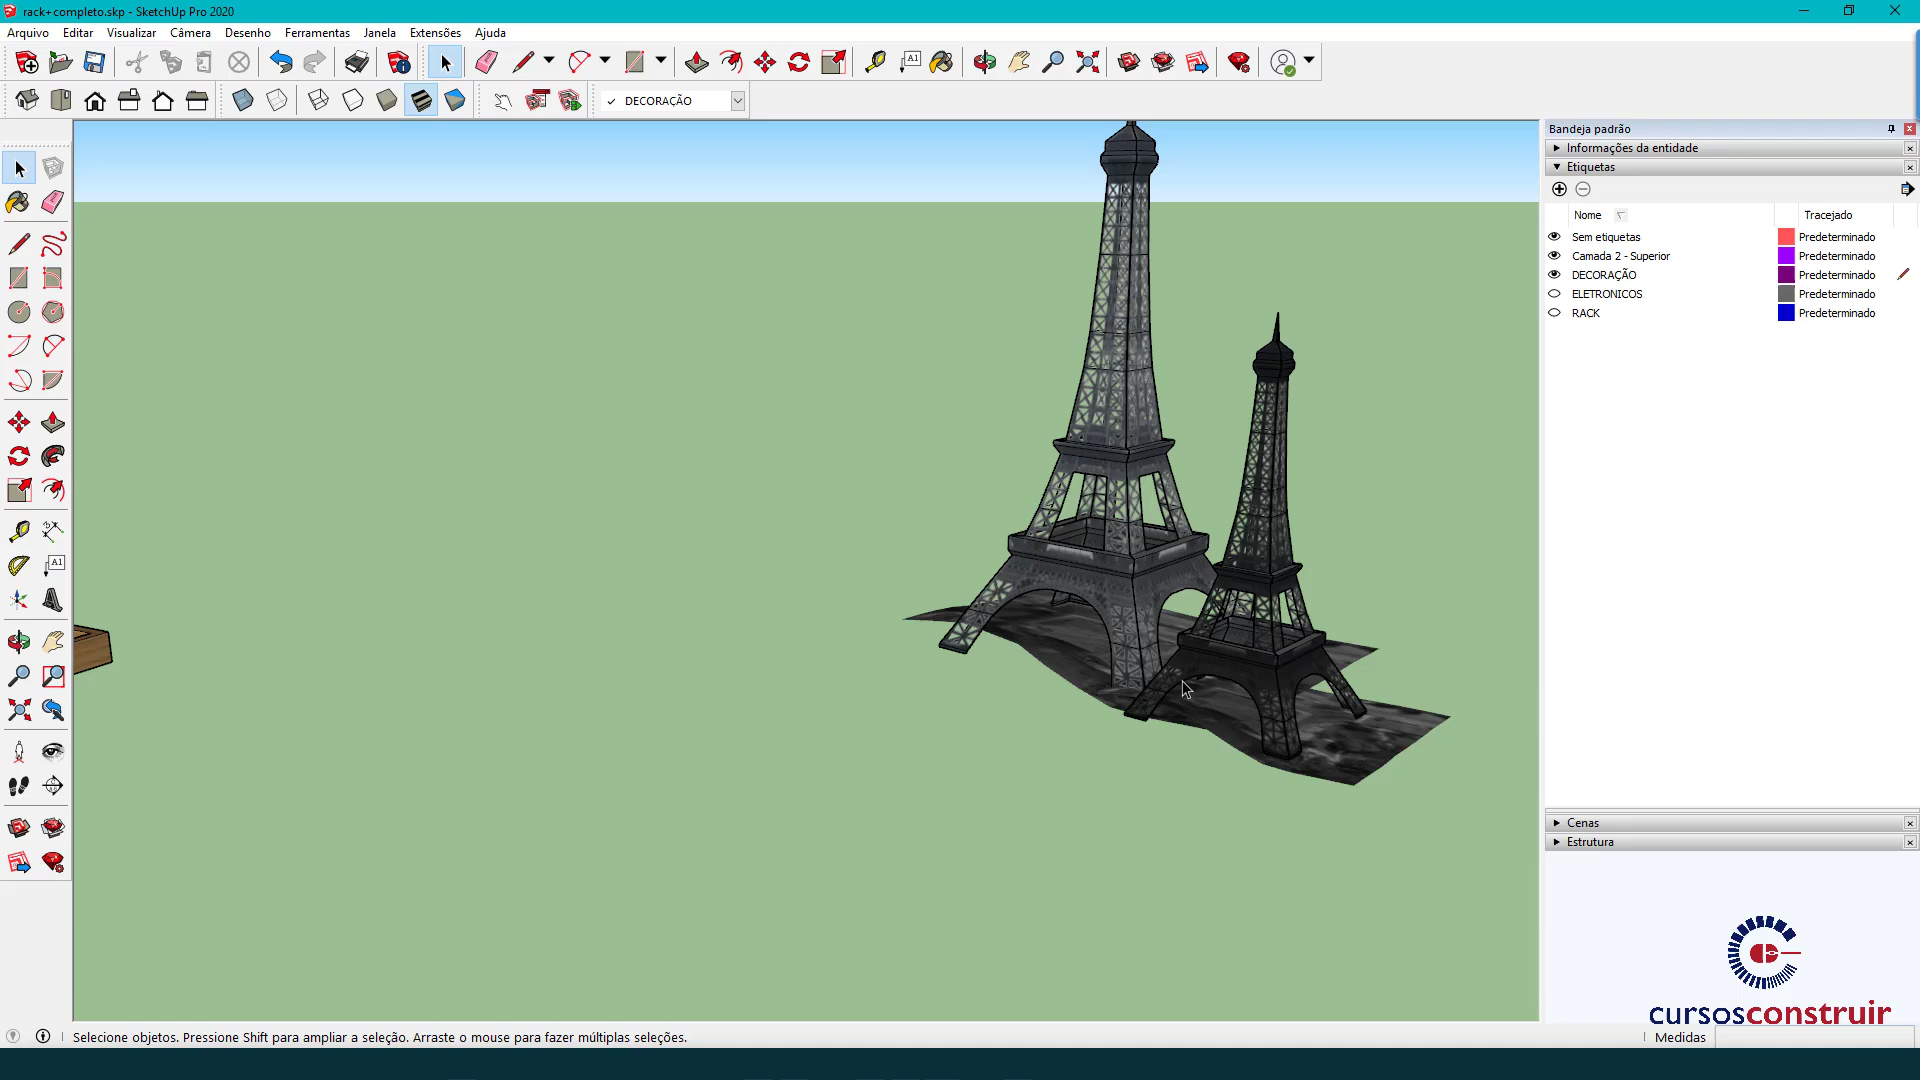 rack+completo.skp - SketchUp Pro 2020
Arquivo Editar Visualizar Câmera Desenho Ferramentas Janela Extensões Ajuda
A1
DECORAÇÃO
Bandeja padrão
Informações da entidade
Etiquetas
Nome Tracejado
Sem etiquetas Predeterminado
Camada 2 - Superior Predeterminado
DECORAÇÃO Predeterminado
ELETRONICOS Predeterminado
RACK Predeterminado
A1
Cenas
Estrutura
cursosconstruir
Selecione objetos. Pressione Shift para ampliar a seleção. Arraste o mouse para fazer múltiplas seleções.
Medidas